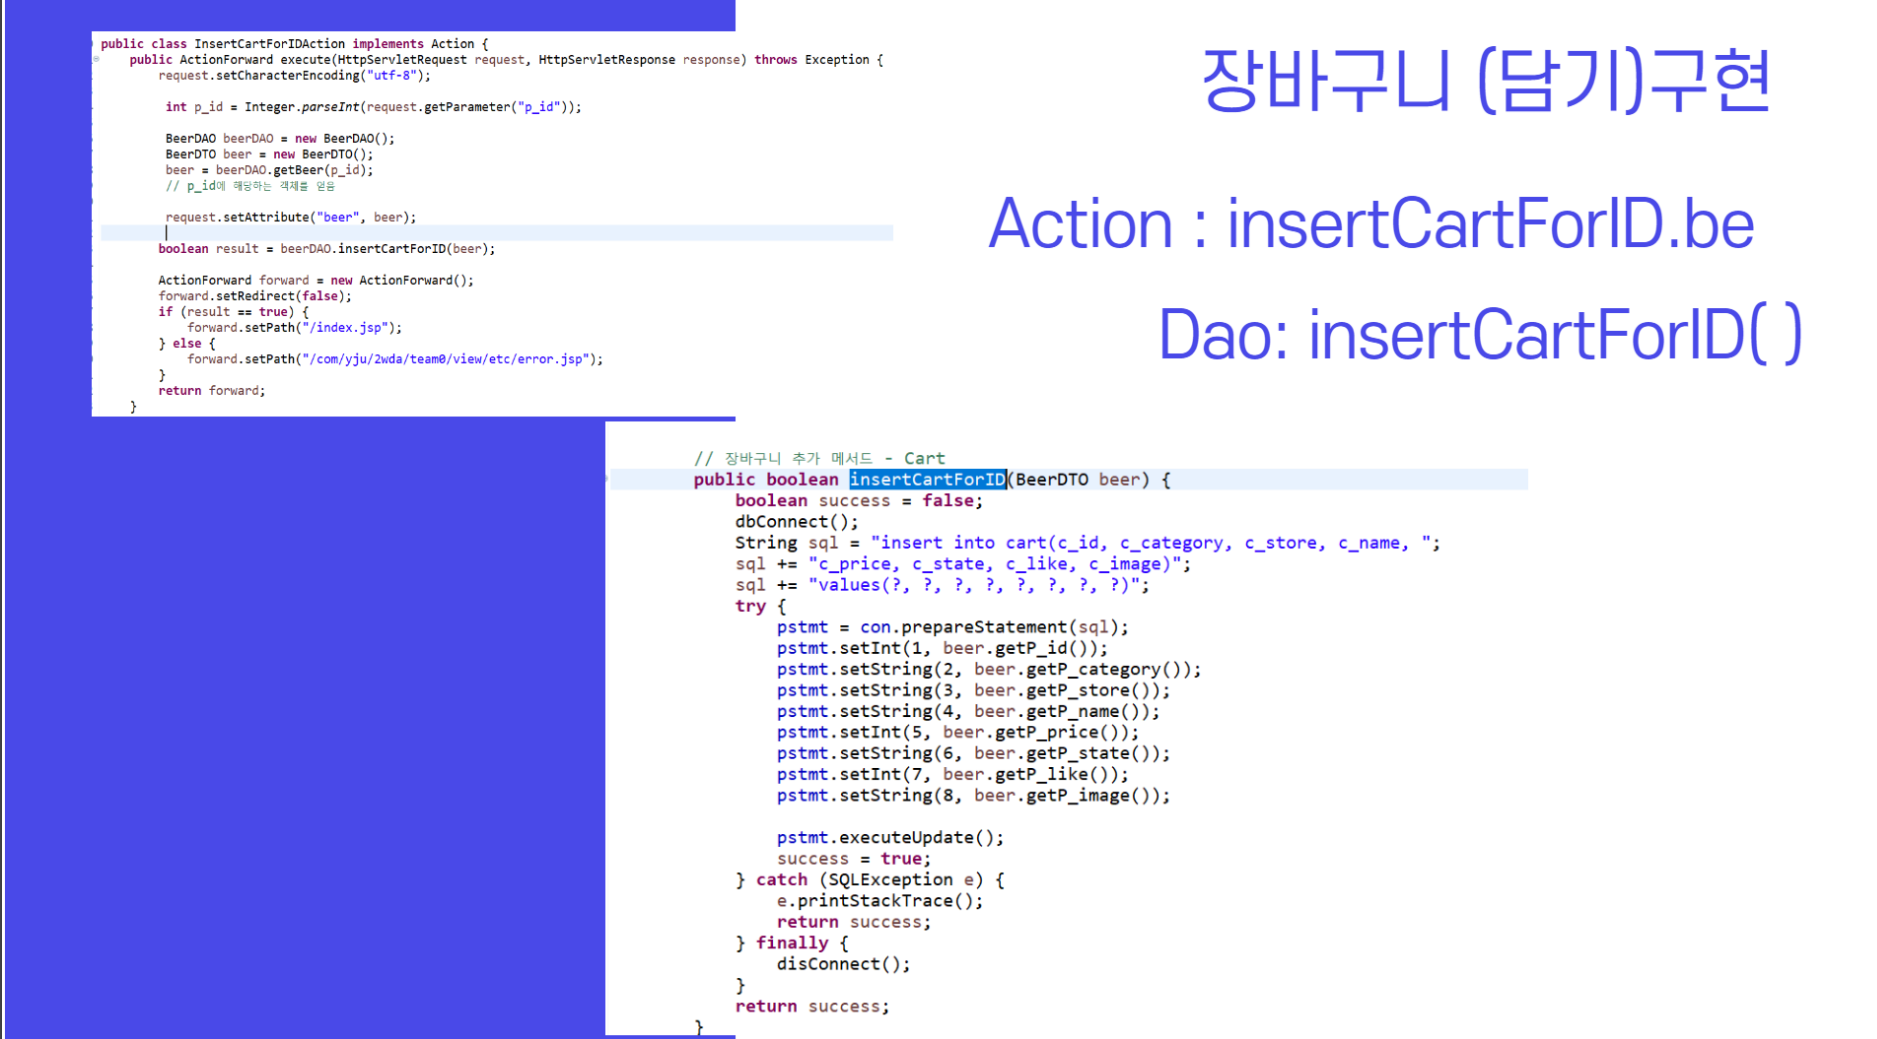 public class InsertCartForIDAction implements Action {
public ActionForward execute(HttpServletRequest request, HttpServletResponse response) throws Exception {
request.setCharacterEncoding("utf-8");
int p_id = Integer.parseInt(request.getParameter("p_id"));
BeerDAO beerDAO = new BeerDAO();
BeerDTO beer = new BeerDTO();
beer = beerDAO.getBeer(p_id);
// p_id에 해당하는 객체를 얻음
request.setAttribute("beer", beer);
boolean result = beerDAO.insertCartForID(beer);
ActionForward forward = new ActionForward();
forward.setRedirect(false);
if (result == true) {
forward.setPath("/index.jsp");
} else {
forward.setPath("/com/yju/2wda/team0/view/etc/error.jsp");
}
return forward;
}
장바구니 (담기)구현
Action : insertCartForID.be
Dao: insertCartForID( )
// 장바구니 추가 메서드 - Cart
public boolean insertCartForID(BeerDTO beer) {
boolean success = false;
dbConnect();
String sql = "insert into cart(c_id, c_category, c_store, c_name, ";
sql += "c_price, c_state, c_like, c_image)";
sql += "values(?, ?, ?, ?, ?, ?, ?, ?)";
try {
pstmt = con.prepareStatement(sql);
pstmt.setInt(1, beer.getP_id());
pstmt.setString(2, beer.getP_category());
pstmt.setString(3, beer.getP_store());
pstmt.setString(4, beer.getP_name());
pstmt.setInt(5, beer.getP_price());
pstmt.setString(6, beer.getP_state());
pstmt.setInt(7, beer.getP_like());
pstmt.setString(8, beer.getP_image());
pstmt.executeUpdate();
success = true;
} catch (SQLException e) {
e.printStackTrace();
return success;
} finally {
disConnect();
}
return success;
}